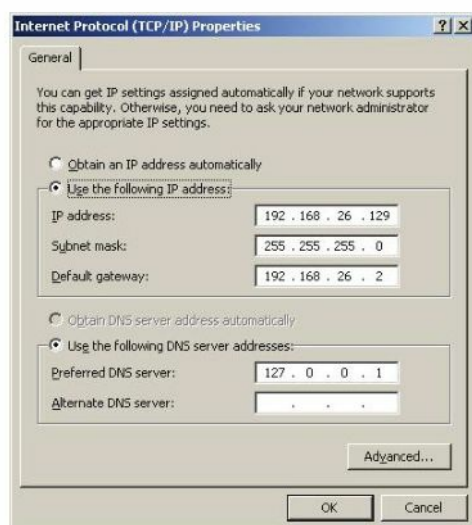 Internet Protocol (TCP/IP) Properties
General
You can get IP settings assigned automatically if your network supports
this capability. Otherwise, you need to ask your network administrator
for the appropriate IP settings.
Obtain an IP address automatically
Use the following IP address:
IP address: 192 . 168 . 26 . 129
Subnet mask: 255 . 255 . 255 . 0
Default gateway: 192 . 168 . 26 . 2
Obtain DNS server address automatically
Use the following DNS server addresses:
Preferred DNS server: 127 . 0 . 0 . 1
Alternate DNS server: . . .
Advanced...
OK Cancel